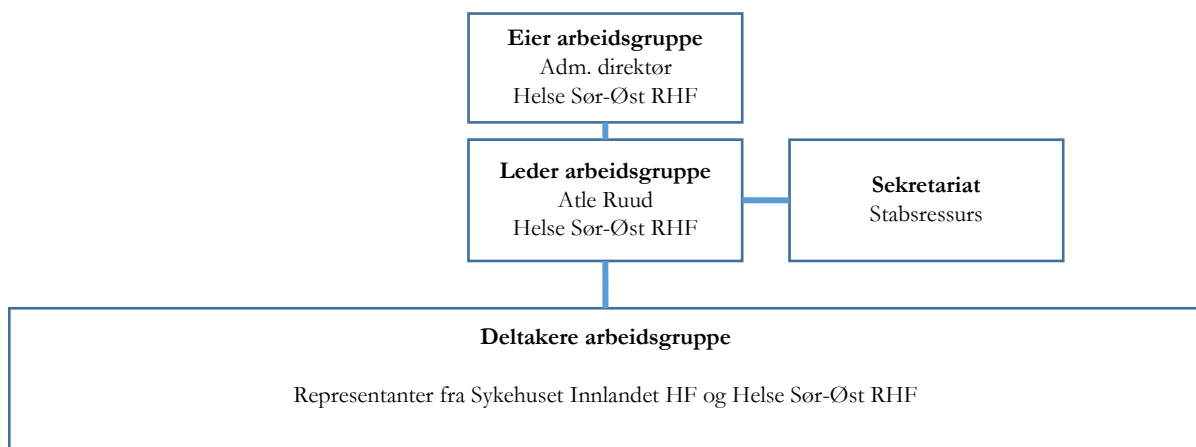 Eier arbeidsgruppe
Adm. direktør
Helse Sør-Øst RHF
Leder arbeidsgruppe
Atle Ruud
Helse Sør-Øst RHF
Sekretariat
Stabsressurs
Deltakere arbeidsgruppe
Representanter fra Sykehuset Innlandet HF og Helse Sør-Øst RHF